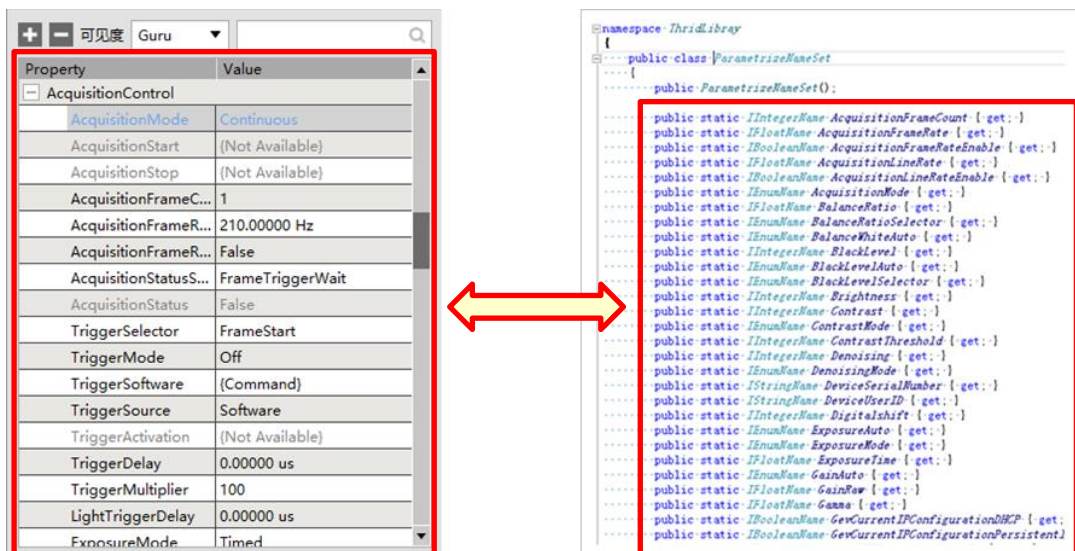 可见度 Guru
Property Value
AcquisitionControl
AcquisitionMode Continuous
AcquisitionStart {Not Available}
AcquisitionStop {Not Available}
AcquisitionFrameC... 1
AcquisitionFrameR... 210.00000 Hz
AcquisitionFrameR... False
AcquisitionStatusS... FrameTriggerWait
AcquisitionStatus False
TriggerSelector FrameStart
TriggerMode Off
TriggerSoftware {Command}
TriggerSource Software
TriggerActivation {Not Available}
TriggerDelay 0.00000 us
TriggerMultiplier 100
LightTriggerDelay 0.00000 us
ExposureMode Timed
namespace ThridLibray
{
public class ParametrizeNameSet
{
public ParametrizeNameSet();
public static IIntegerName AcquisitionFrameCount { get; }
public static IFloatName AcquisitionFrameRate { get; }
public static IBooleanName AcquisitionFrameRateEnable { get; }
public static IFloatName AcquisitionLineRate { get; }
public static IBooleanName AcquisitionLineRateEnable { get; }
public static IEnumName AcquisitionMode { get; }
public static IFloatName BalanceRatio { get; }
public static IEnumName BalanceRatioSelector { get; }
public static IEnumName BalanceWhiteAuto { get; }
public static IIntegerName BlackLevel { get; }
public static IEnumName BlackLevelAuto { get; }
public static IEnumName BlackLevelSelector { get; }
public static IIntegerName Brightness { get; }
public static IIntegerName Contrast { get; }
public static IEnumName ContrastMode { get; }
public static IIntegerName ContrastThreshold { get; }
public static IIntegerName Denoising { get; }
public static IEnumName DenoisingMode { get; }
public static IStringName DeviceSerialNumber { get; }
public static IStringName DeviceUserID { get; }
public static IIntegerName Digitalshift { get; }
public static IEnumName ExposureAuto { get; }
public static IEnumName ExposureMode { get; }
public static IFloatName ExposureTime { get; }
public static IEnumName GainAuto { get; }
public static IFloatName GainRaw { get; }
public static IFloatName Gamma { get; }
public static IBooleanName GevCurrentIPConfigurationDHCP { get;
public static IBooleanName GevCurrentIPConfigurationPersistentI